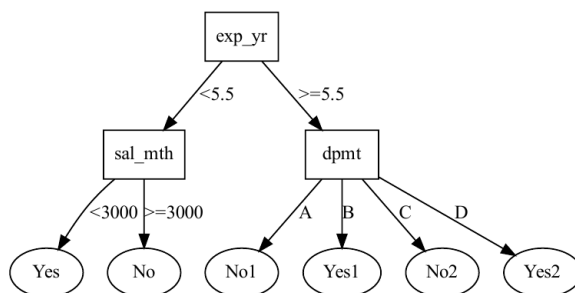 exp_yr
<5.5
>=5.5
sal_mth
dpmt
<3000
>=3000
A
B
C
D
Yes
No
No1
Yes1
No2
Yes2